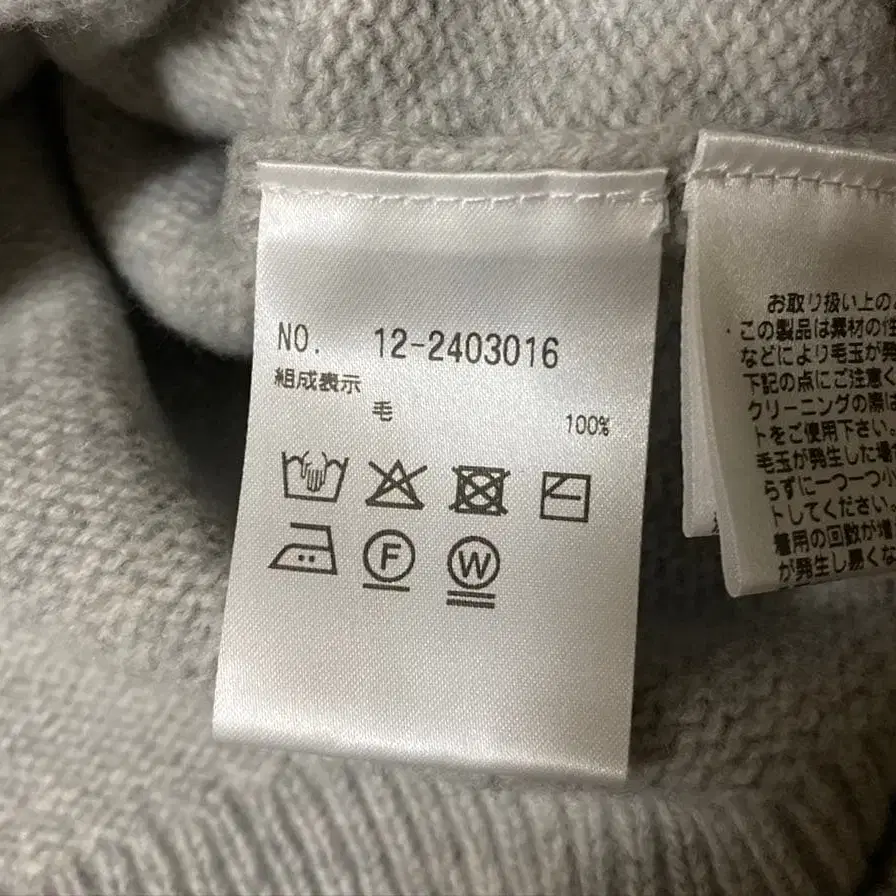 NO. 12-2403016
組成表示
毛 100%
F
W
お取り扱い上の
この製品は素材の性
などにより毛玉が発
下記の点にご注意く
クリーニングの際は
トをご使用下さい。
毛玉が発生した場合
らずに一つ一つ小
トしてください。
着用の回数が増
が発生し易くな